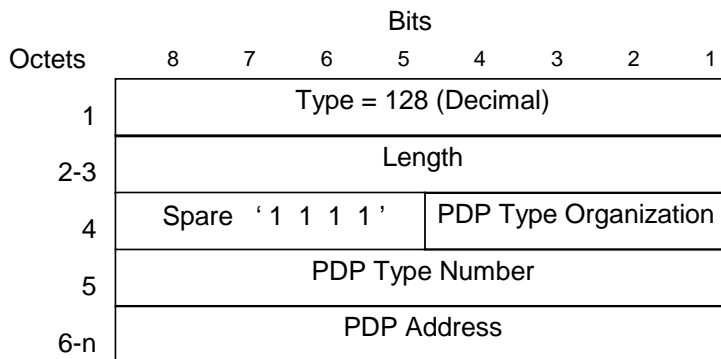 Bits
Octets 8 7 6 5 4 3 2 1
1 Type = 128 (Decimal)
2-3 Length
4 Spare ‘ 1 1 1 1 ’ PDP Type Organization
5 PDP Type Number
6-n PDP Address